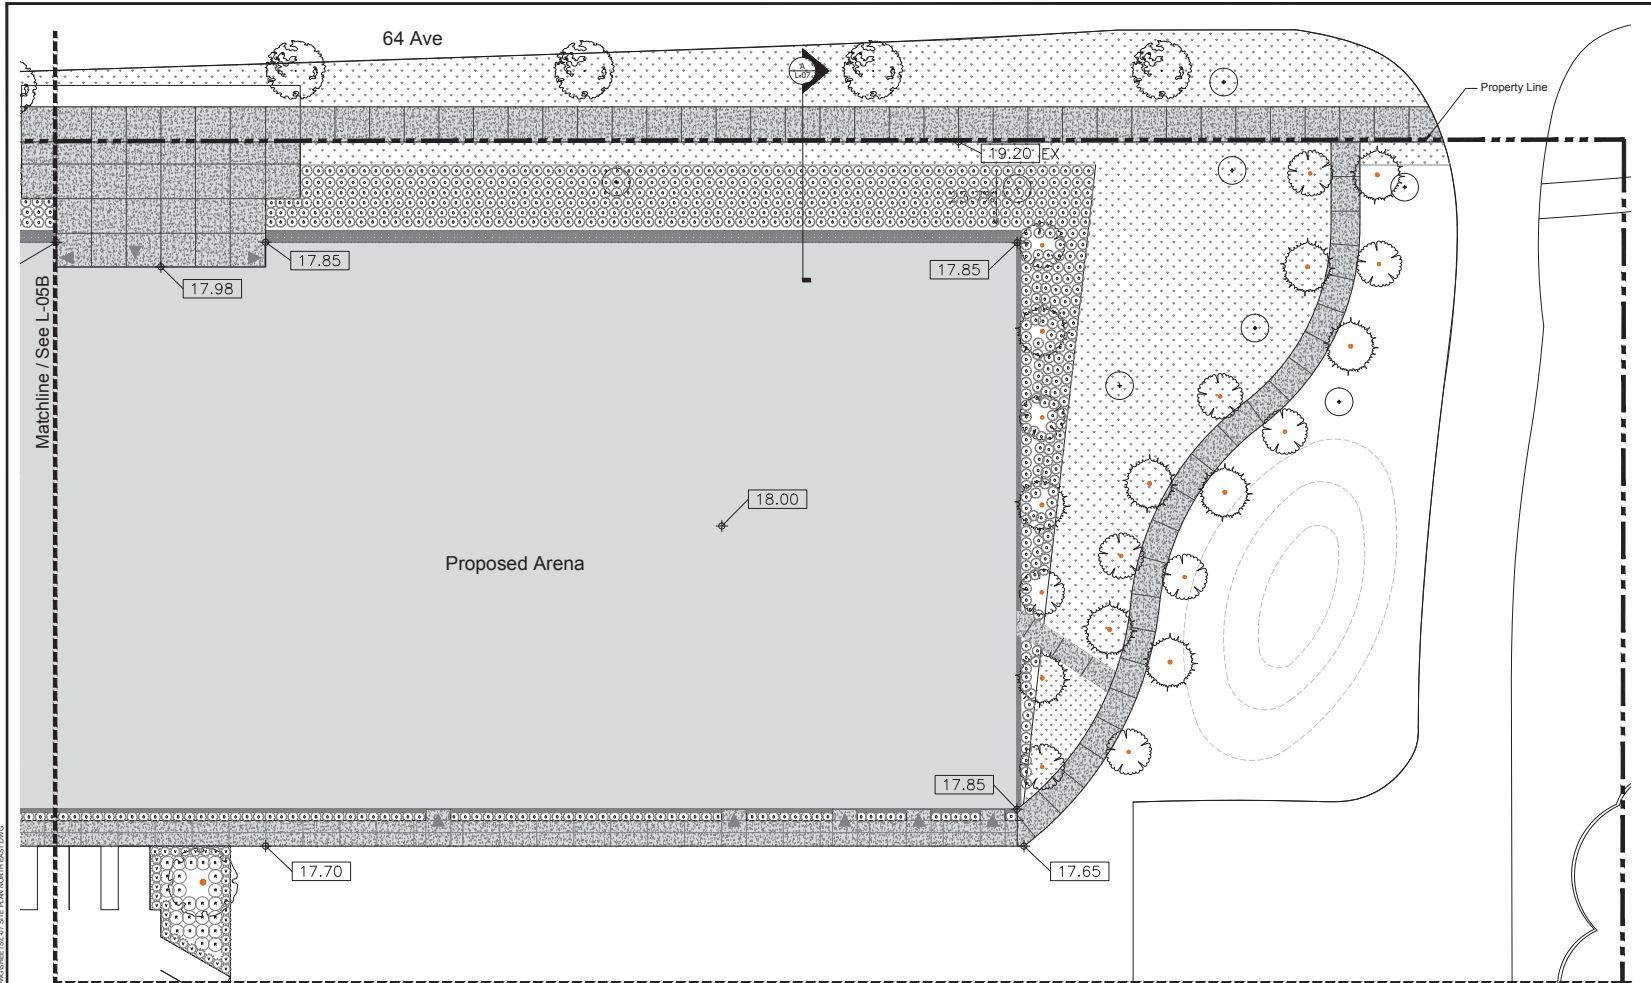 64 Ave
A
L-07
Property Line
19.20 EX
17.85
17.85
17.98
Matchline / See L-05B
18.00
Proposed Arena
17.85
17.70
17.65